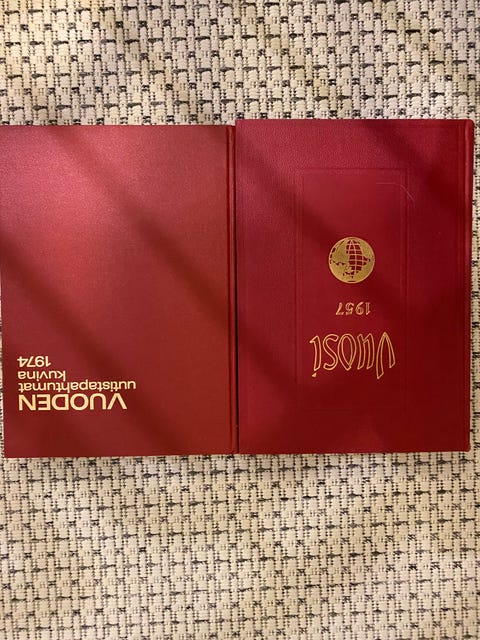 VUODEN
uutistapahtumat
kuvina
1974
Vuosi
1957